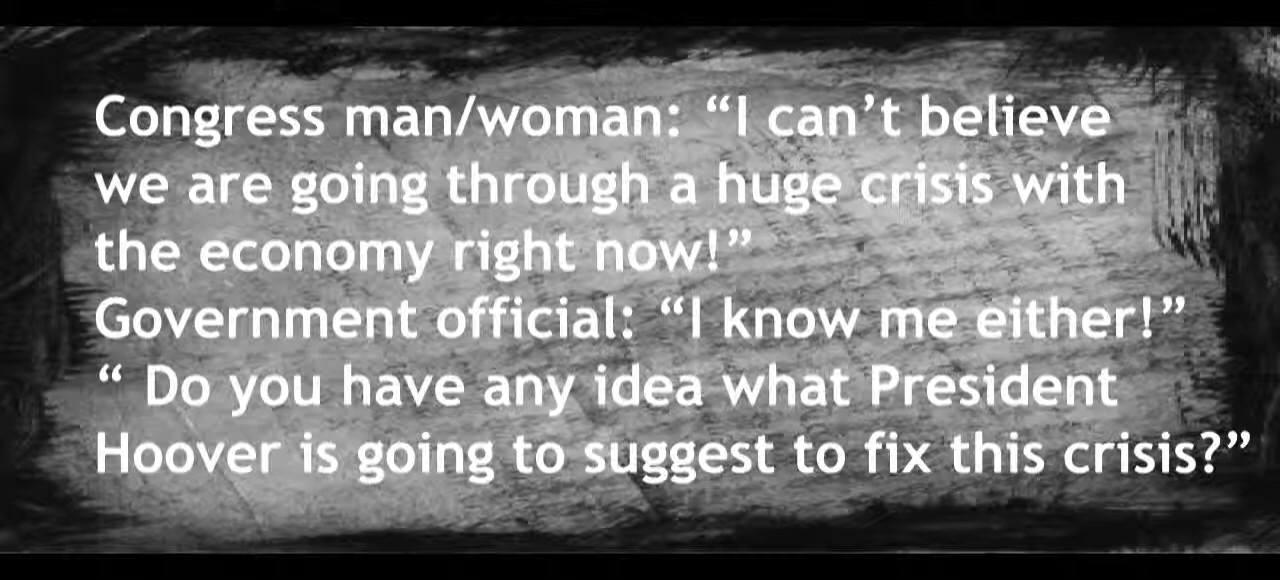 Congress man/woman: “I can’t believe
we are going through a huge crisis with
the economy right now!”
Government official: “I know me either!”
“ Do you have any idea what President
Hoover is going to suggest to fix this crisis?”